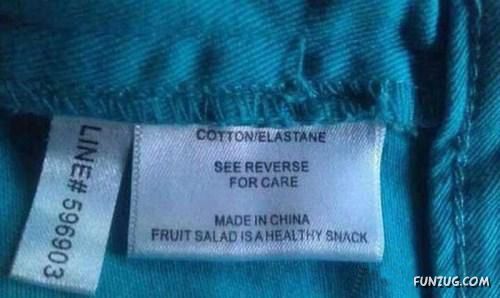 COTTON/ELASTANE
SEE REVERSE
FOR CARE
MADE IN CHINA
FRUIT SALAD IS A HEALTHY SNACK
LINE# 596903
FUNZUG.COM